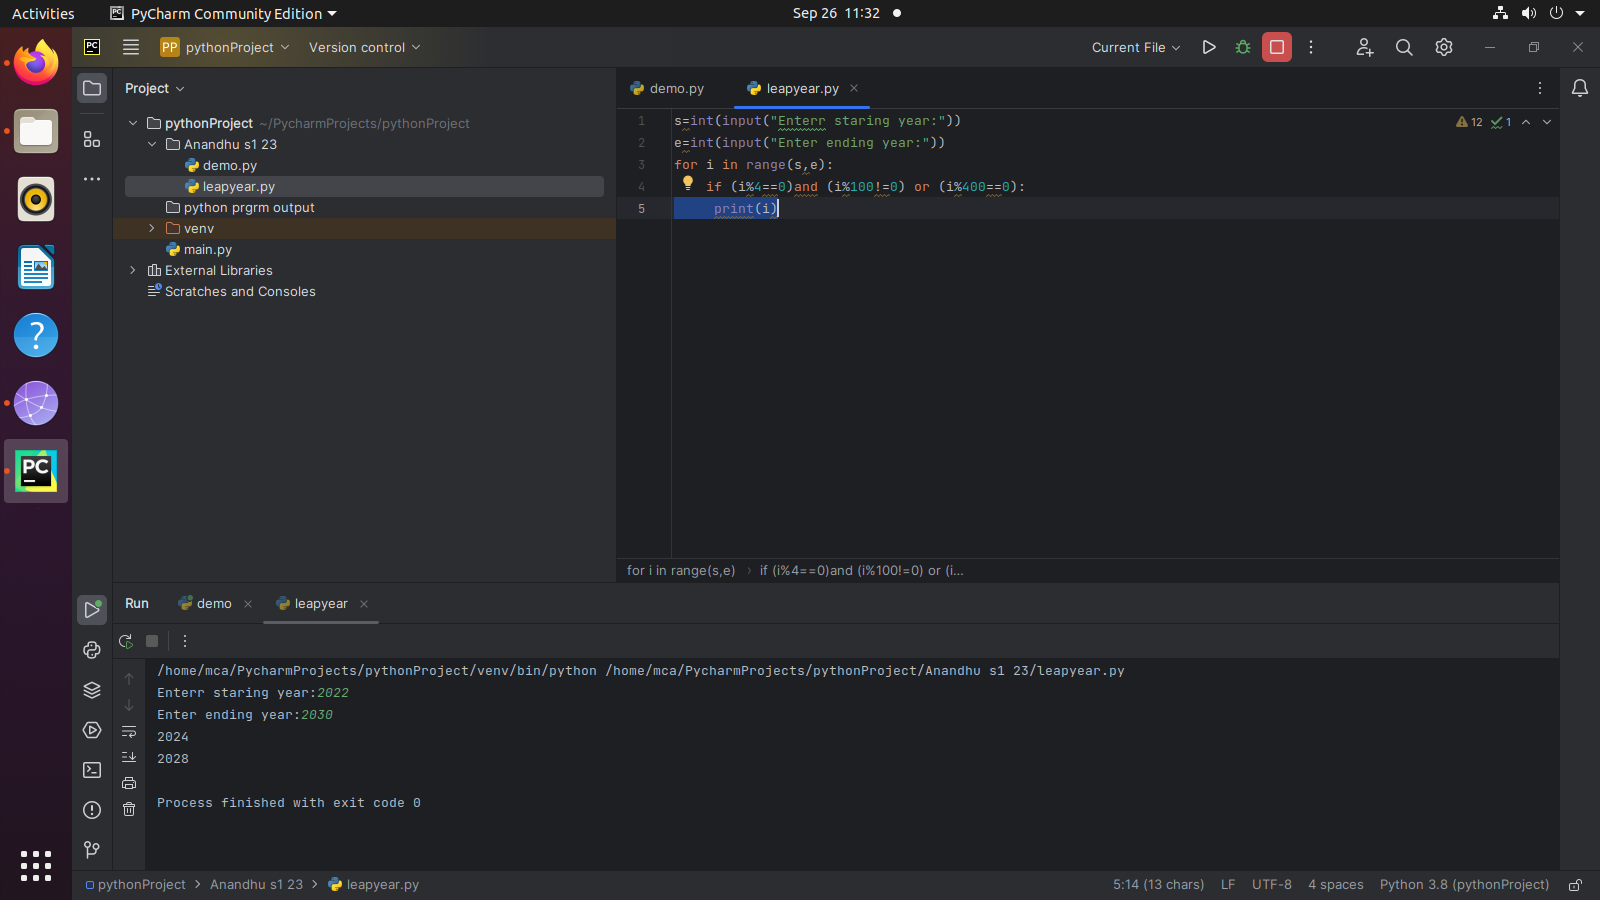 Activities
PyCharm Community Edition
Sep 26 11:32
PC
PP pythonProject
Version control
Current File
Project
demo.py
leapyear.py
pythonProject ~/PycharmProjects/pythonProject
Anandhu s1 23
demo.py
leapyear.py
python prgrm output
venv
main.py
External Libraries
Scratches and Consoles
1 s=int(input("Enterr staring year:"))
2 e=int(input("Enter ending year:"))
3 for i in range(s,e):
4 if (i%4==0)and (i%100!=0) or (i%400==0):
5 print(i)
12 1
for i in range(s,e) › if (i%4==0)and (i%100!=0) or (i...
PC
Run
demo
leapyear
/home/mca/PycharmProjects/pythonProject/venv/bin/python /home/mca/PycharmProjects/pythonProject/Anandhu s1 23/leapyear.py
Enterr staring year:2022
Enter ending year:2030
2024
2028
Process finished with exit code 0
pythonProject > Anandhu s1 23 > leapyear.py
5:14 (13 chars) LF UTF-8 4 spaces Python 3.8 (pythonProject)